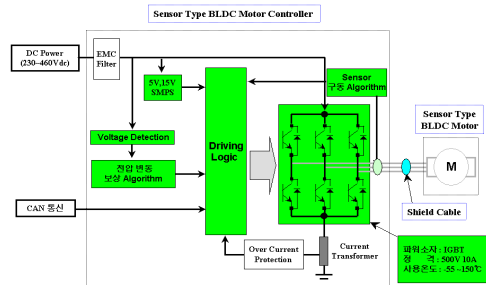 Sensor Type BLDC Motor Controller
DC Power
(230~460Vdc)
EMC
Filter
5V,15V
SMPS
Sensor
구동 Algorithm
Sensor Type
BLDC Motor
Voltage Detection
Driving
Logic
M
전압 변동
보상 Algorithm
CAN 통신
Shield Cable
Over Current
Protection
Current
Transformer
파워소자 : IGBT
정 격 : 500V 10A
사용온도 : -55 ~150℃